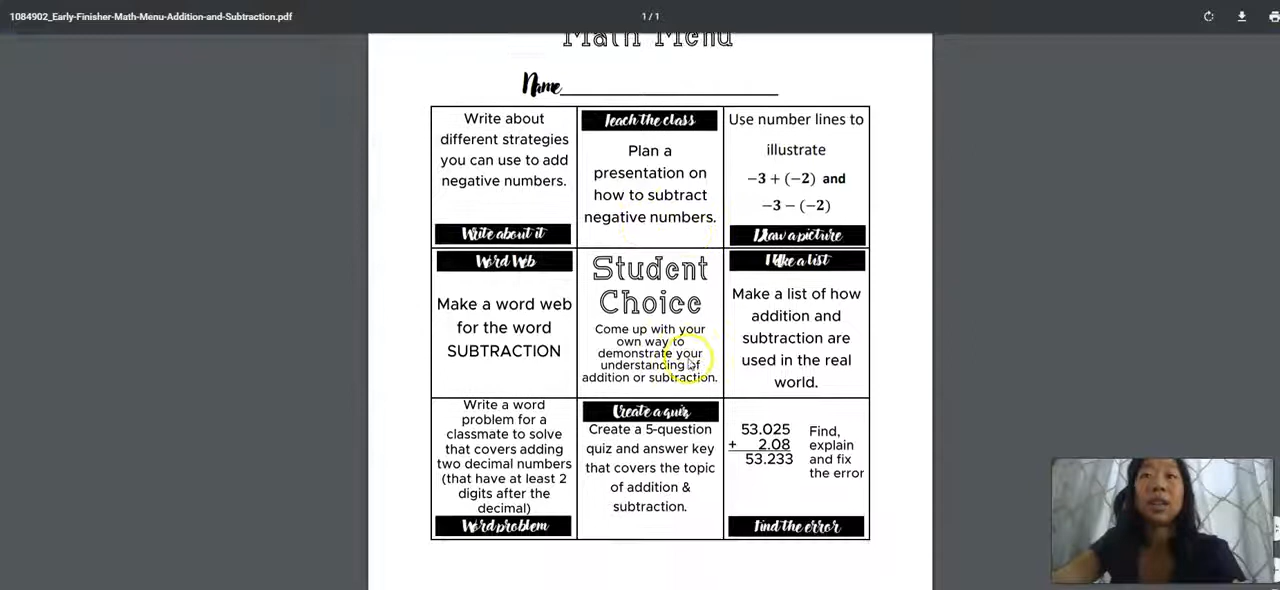 1084902_Early-Finisher-Math-Menu-Addition-and-Subtraction.pdf
1 / 1
Math Menu
Name
Write about
different strategies
you can use to add
negative numbers.
Write about it
Teach the class
Plan a
presentation on
how to subtract
negative numbers.
Use number lines to
illustrate
−3 + (−2) and
−3 − (−2)
Draw a picture
Word Web
Make a word web
for the word
SUBTRACTION
Student
Choice
Come up with your
own way to
demonstrate your
understanding of
addition or subtraction.
Make a list
Make a list of how
addition and
subtraction are
used in the real
world.
Write a word
problem for a
classmate to solve
that covers adding
two decimal numbers
(that have at least 2
digits after the
decimal)
Word problem
Create a quiz
Create a 5-question
quiz and answer key
that covers the topic
of addition &
subtraction.
53.025
+ 2.08
53.233
Find,
explain
and fix
the error
Find the error